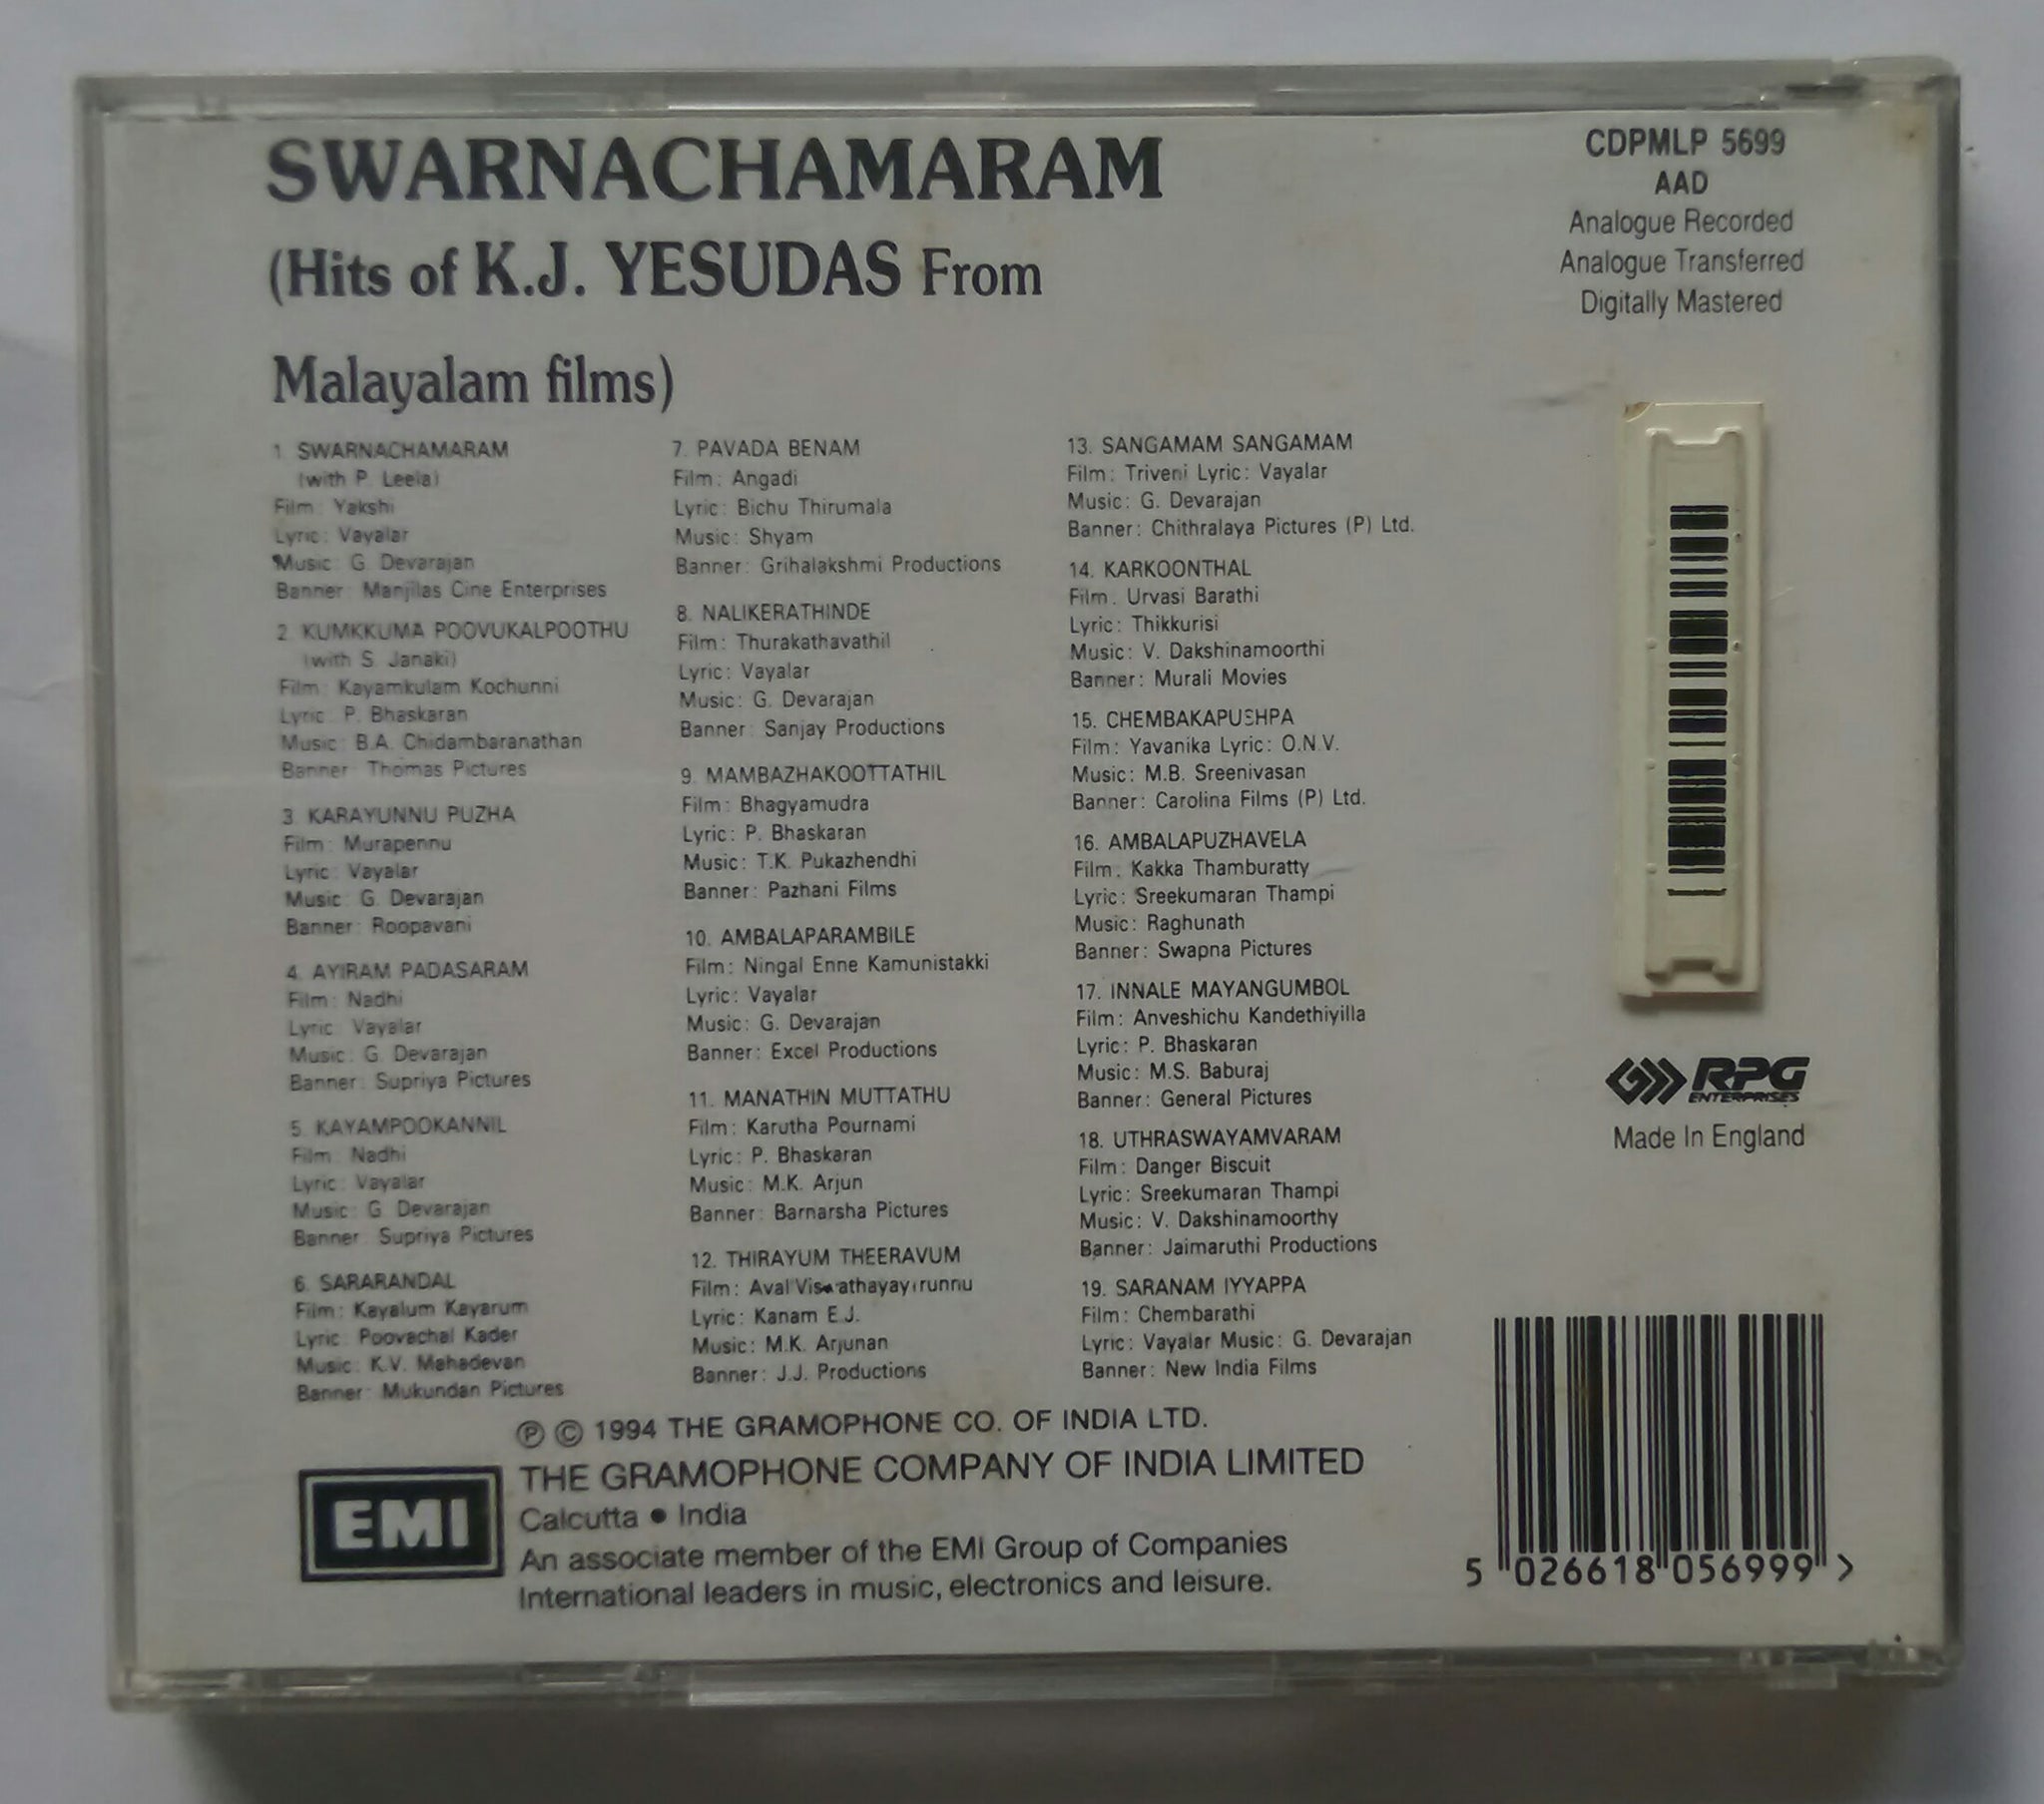 SWARNACHAMARAM
(Hits of K.J. YESUDAS From
Malayalam films)
1 SWARNACHAMARAM
(with P. Leela)
Film: Yakshi
Lyric: Vayalar
Music: G. Devarajan
Banner: Manjilas Cine Enterprises
2. KUMKKUMA POOVUKALPOOTHU
(with S. Janaki)
Film: Kayamkulam Kochunni
Lyric: P. Bhaskaran
Music: B.A. Chidambaranathan
Banner: Thomas Pictures
3. KARAYUNNU PUZHA
Film: Murapennu
Lyric: Vayalar
Music: G. Devarajan
Banner: Roopavani
4. AYIRAM PADASARAM
Film: Nadhi
Lyric: Vayalar
Music: G. Devarajan
Banner: Supriya Pictures
5. KAYAMPOOKANNIL
Film: Nadhi
Lyric: Vayalar
Music: G. Devarajan
Banner: Supriya Pictures
6. SARARANDAL
Film: Kayalum Kayarum
Lyric: Poovachal Kader
Music: K.V. Mahadevan
Banner: Mukundan Pictures
7. PAVADA BENAM
Film: Angadi
Lyric: Bichu Thirumala
Music: Shyam
Banner: Grihalakshmi Productions
8. NALIKERATHINDE
Film: Thurakathavathil
Lyric: Vayalar
Music: G. Devarajan
Banner: Sanjay Productions
9. MAMBAZHAKOOTTATHIL
Film: Bhagyamudra
Lyric: P. Bhaskaran
Music: T.K. Pukazhendhi
Banner: Pazhani Films
10. AMBALAPARAMBILE
Film: Ningal Enne Kamunistakki
Lyric: Vayalar
Music: G. Devarajan
Banner: Excel Productions
11. MANATHIN MUTTATHU
Film: Karutha Pournami
Lyric: P. Bhaskaran
Music: M.K. Arjun
Banner: Barnarsha Pictures
12. THIRAYUM THEERAVUM
Film: Aval
Lyric: Kanam E.J.
Music: M.K. Arjunan
Banner: J.J. Productions
13. SANGAMAM SANGAMAM
Film: Triveni Lyric: Vayalar
Music: G. Devarajan
Banner: Chithralaya Pictures (P) Ltd.
14. KARKOONTHAL
Film. Urvasi Barathi
Lyric: Thikkurisi
Music: V. Dakshinamoorthi
Banner: Murali Movies
15. CHEMBAKAPUSHPA
Film: Yavanika Lyric: O.N.V.
Music: M.B. Sreenivasan
Banner: Carolina Films (P) Ltd.
16. AMBALAPUZHAVELA
Film. Kakka Thamburatty
Lyric: Sreekumaran Thampi
Music: Raghunath
Banner: Swapna Pictures
17. INNALE MAYANGUMBOL
Film: Anveshichu Kandethiyilla
Lyric: P. Bhaskaran
Music: M.S. Baburaj
Banner: General Pictures
18. UTHRASWAYAMVARAM
Film: Danger Biscuit
Lyric: Sreekumaran Thampi
Music: V. Dakshinamoorthy
Banner: Jaimaruthi Productions
19. SARANAM IYYAPPA
Film: Chembarathi
Lyric: Vayalar Music: G. Devarajan
Banner: New India Films
CDPMLP 5699
AAD
Analogue Recorded
Analogue Transferred
Digitally Mastered
RPG
ENTERPRISES
Made In England
Ⓟ © 1994 THE GRAMOPHONE CO. OF INDIA LTD.
EMI
THE GRAMOPHONE COMPANY OF INDIA LIMITED
Calcutta • India
An associate member of the EMI Group of Companies
International leaders in music, electronics and leisure.
5 026618 056999 >